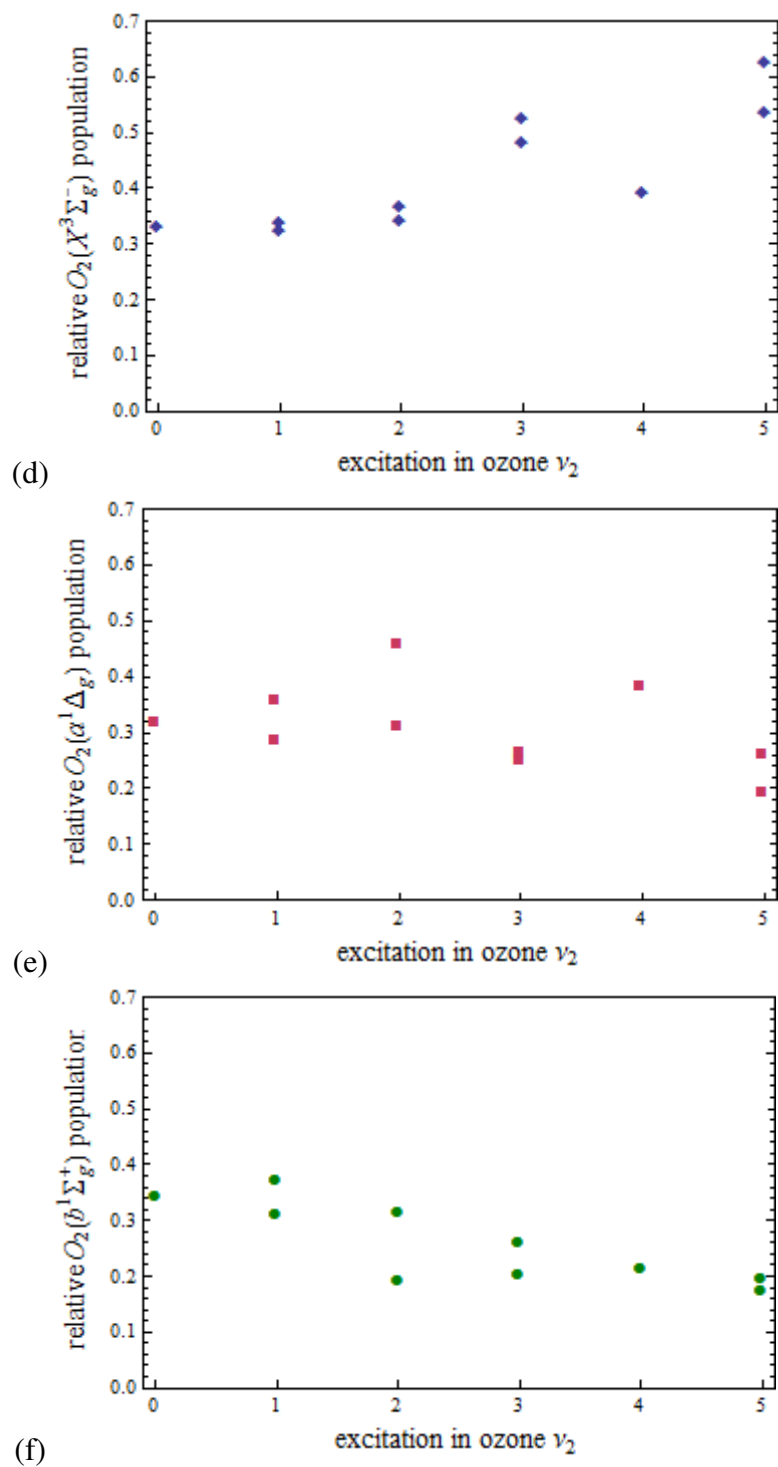 0.7
0.6
0.5
0.4
0.3
0.2
0.1
0.0
relative O₂(X³Σg⁻) population
0 1 2 3 4 5
excitation in ozone ν₂
(d)
0.7
0.6
0.5
0.4
0.3
0.2
0.1
0.0
relative O₂(a¹Δg) population
0 1 2 3 4 5
excitation in ozone ν₂
(e)
0.7
0.6
0.5
0.4
0.3
0.2
0.1
0.0
relative O₂(b¹Σg⁺) population
0 1 2 3 4 5
excitation in ozone ν₂
(f)